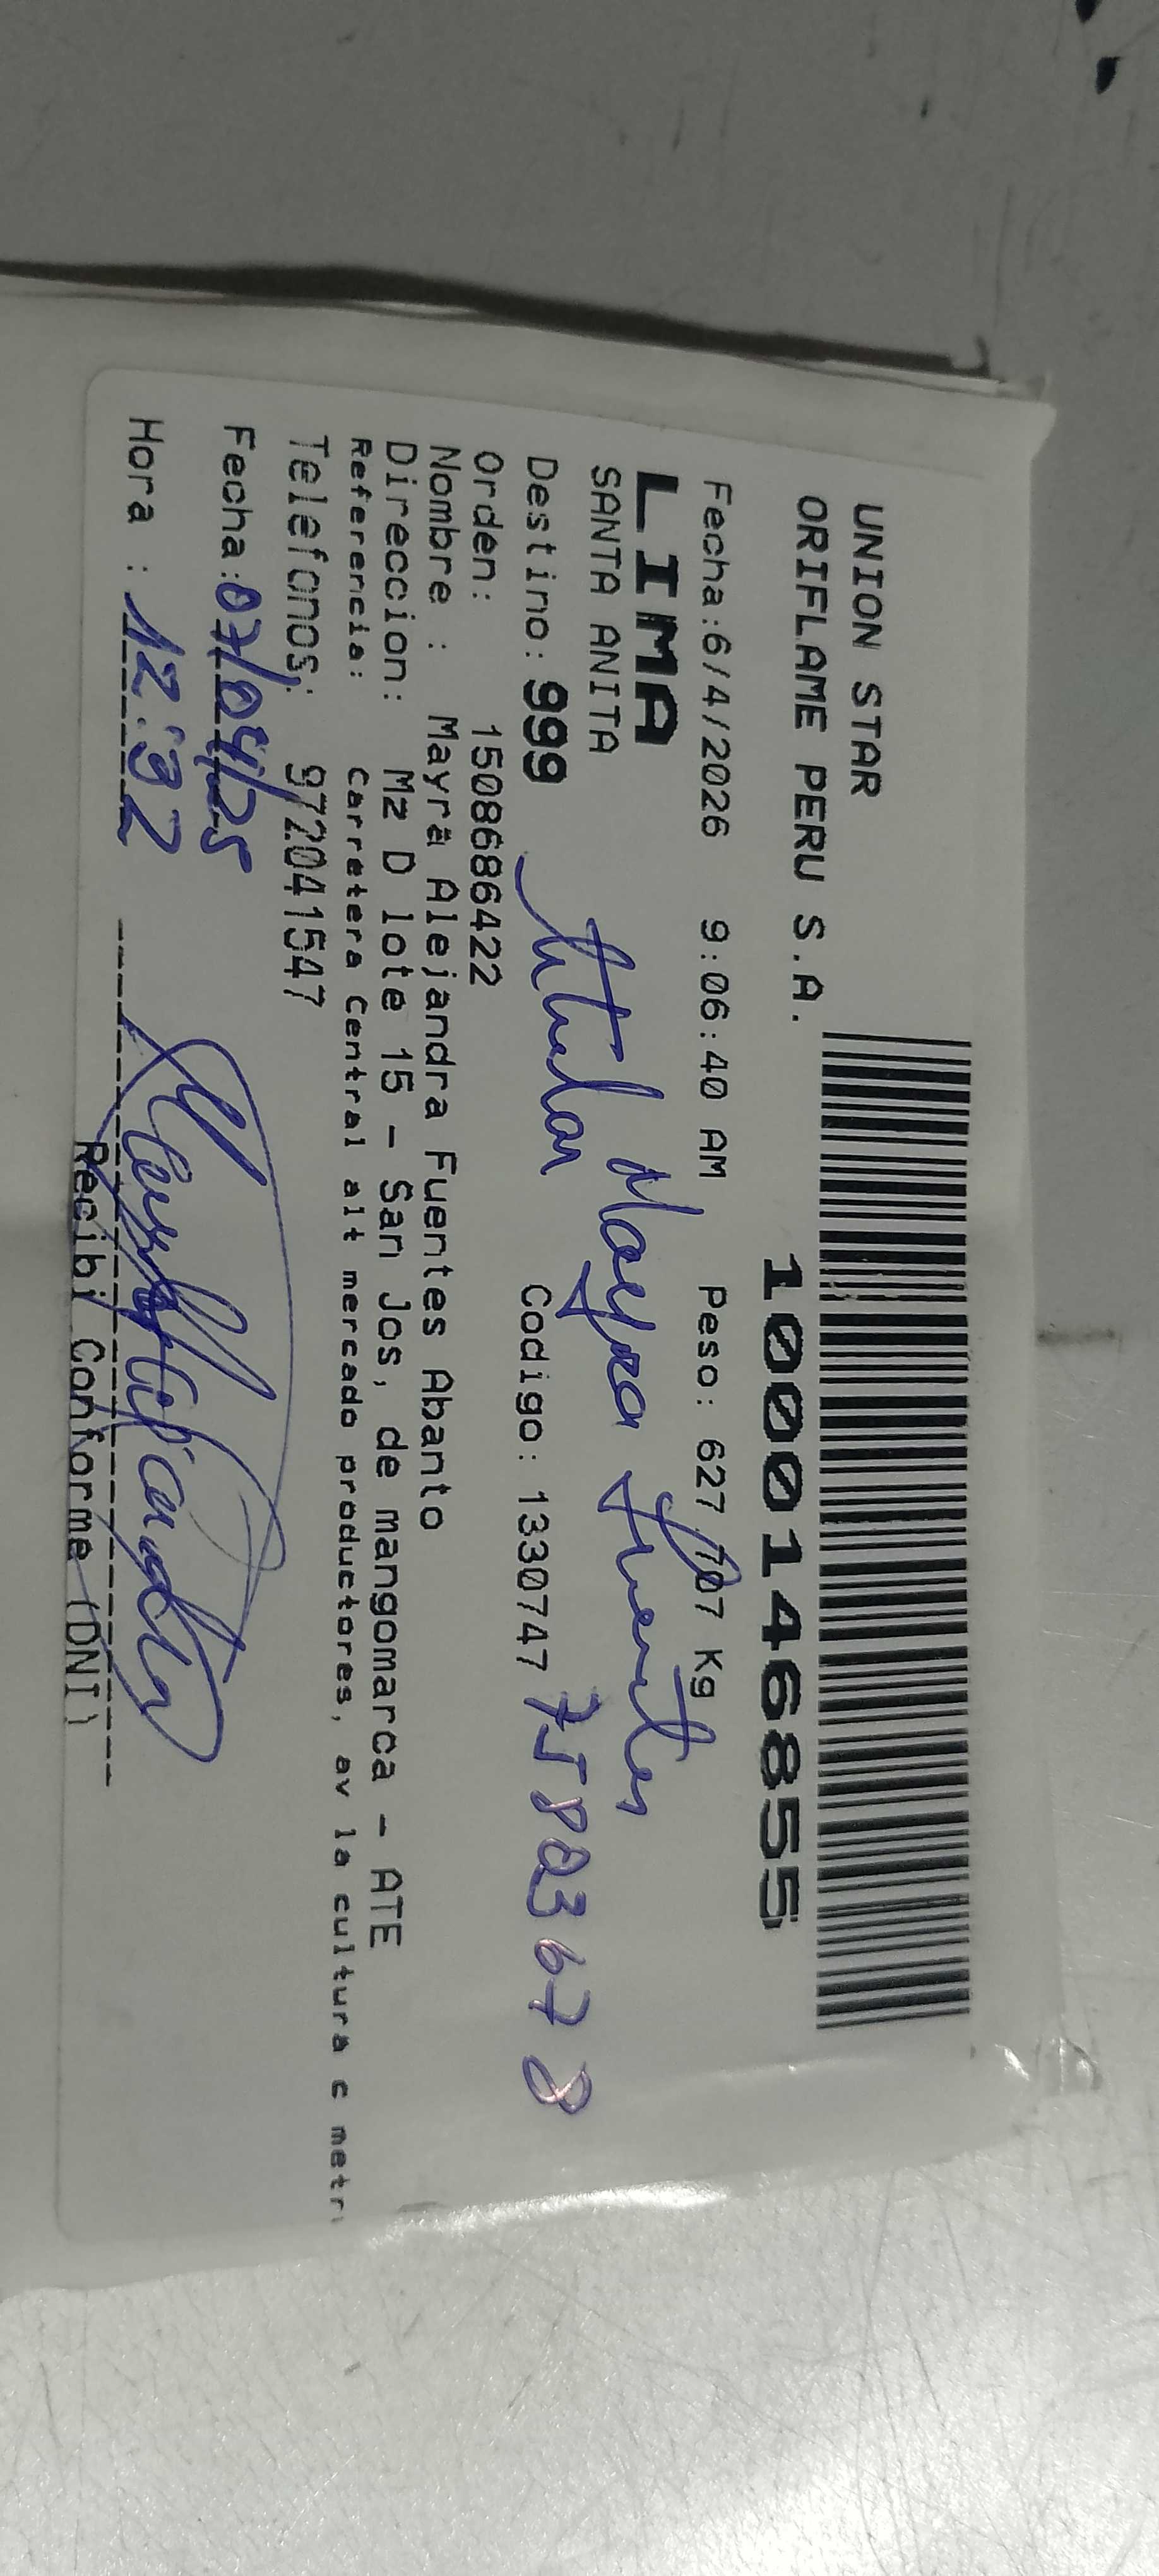 UNION STAR
ORIFLAME PERU S.A.
10001146855
Fecha:6/4/2026 9:06:40 AM Peso: 627 /707 Kg
LIMA
SANTA ANITA
titular Mayra Fuentes
Destino: 999 Codigo: 1330747 75823678
Orden: 1508686422
Nombre : Mayra Alejandra Fuentes Abanto
Direccion: Mz D lote 15 - San Jos, de mangomarca - ATE
Referencia: Carretera Central alt mercado productores, av la cultura c metr
Telefonos: 972041547
Fecha: 07/04/25
Hora : 12:32
Recibi Conforme (DNI)